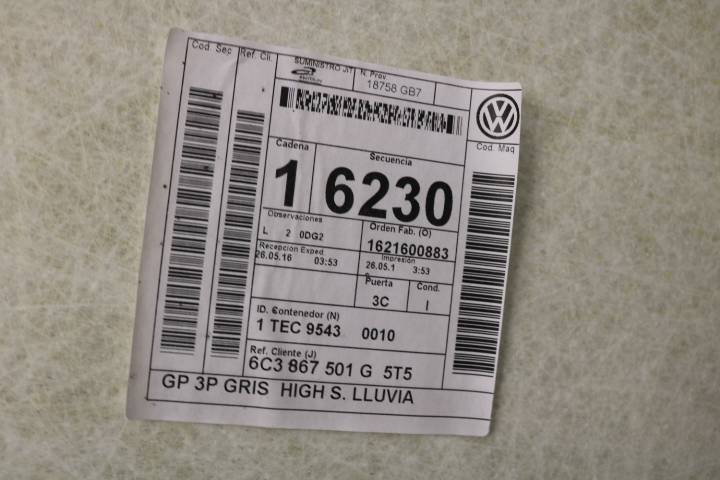 Cod. Sec
Ref. Cli.
SUMINISTRO JIT
N. Prov.
18758 GB7
Cod. Maq
Cadena
1
Secuencia
6230
Observaciones
L 2 0DG2
Orden Fab. (O)
1621600883
Recepcion Exped.
26.05.16 03:53
Impresión
26.05.1 3:53
Puerta
3C
Cond.
I
ID. Contenedor (N)
1 TEC 9543 0010
Ref. Cliente (J)
6C3 867 501 G 5T5
GP 3P GRIS HIGH S. LLUVIA